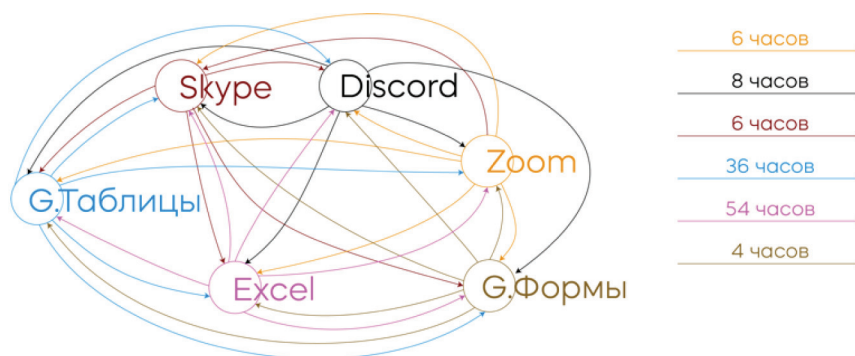 Skype
Discord
Zoom
G.Таблицы
Excel
G.Формы
6 часов
8 часов
6 часов
36 часов
54 часов
4 часов